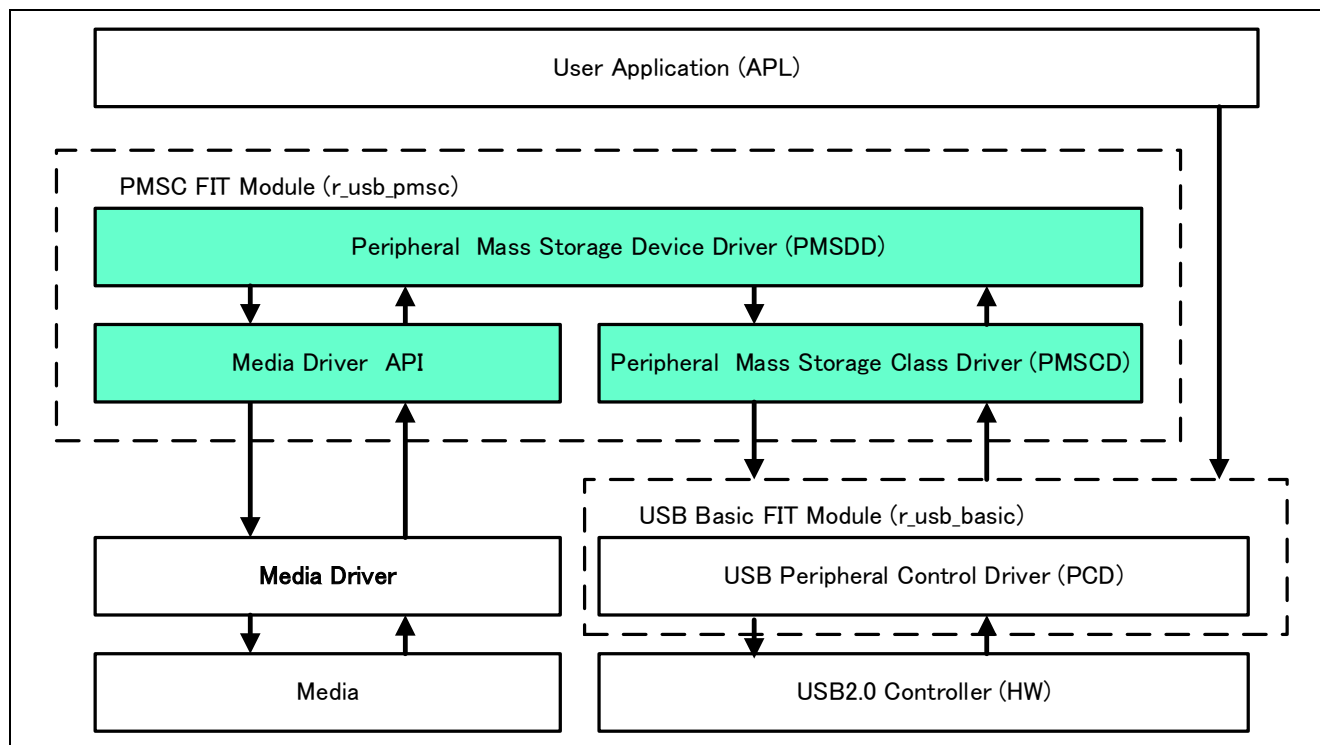 User Application (APL)
PMSC FIT Module (r_usb_pmsc)
Peripheral Mass Storage Device Driver (PMSDD)
Media Driver API
Peripheral Mass Storage Class Driver (PMSCD)
USB Basic FIT Module (r_usb_basic)
Media Driver
USB Peripheral Control Driver (PCD)
Media
USB2.0 Controller (HW)